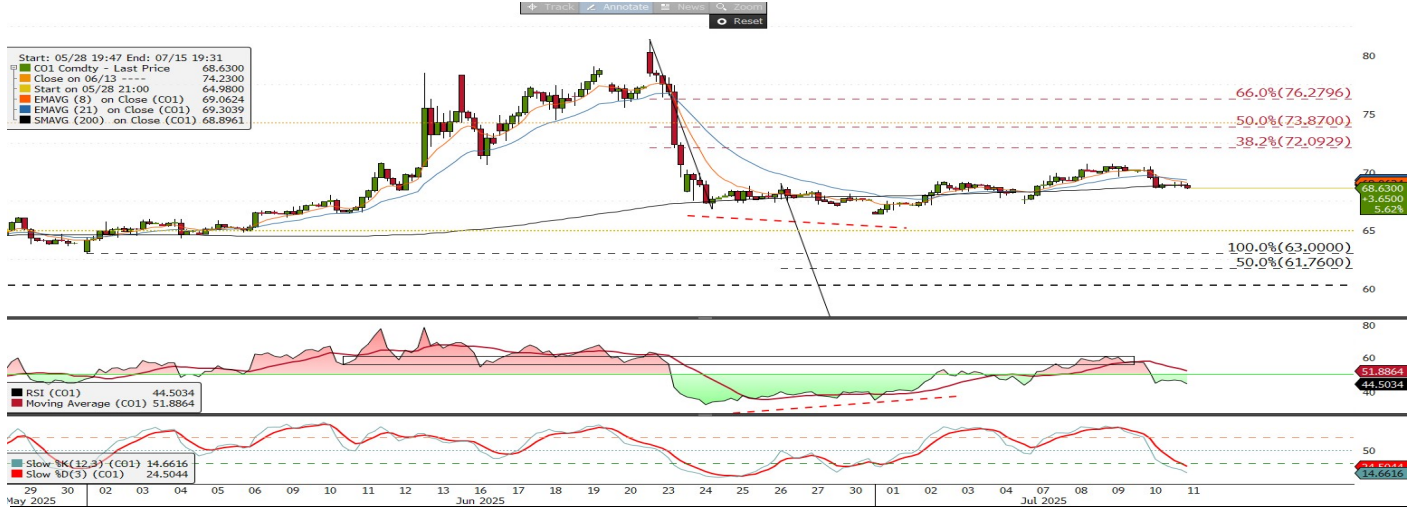 Track Annotate News Zoom
Reset
Start: 05/28 19:47 End: 07/15 19:31
CO1 Comdty - Last Price 68.6300
Close on 06/13 ---- 74.2300
Start on 05/28 21:00 64.9800
EMAVG (8) on Close (CO1) 69.0624
EMAVG (21) on Close (CO1) 69.3039
SMAVG (200) on Close (CO1) 68.8961
80
66.0%(76.2796)
75
50.0%(73.8700)
38.2%(72.0929)
70
68.6300
+3.6500
5.62%
65
100.0%(63.0000)
50.0%(61.7600)
60
80
60
51.8864
44.5034
40
RSI (CO1) 44.5034
Moving Average (CO1) 51.8864
50
Slow %K(12,3) (CO1) 14.6616
Slow %D(3) (CO1) 24.5044
24.5044
14.6616
29 30 02 03 04 05 06 09 10 11 12 13 16 17 18 19 20 23 24 25 26 27 30 01 02 03 04 07 08 09 10 11
May 2025 Jun 2025 Jul 2025